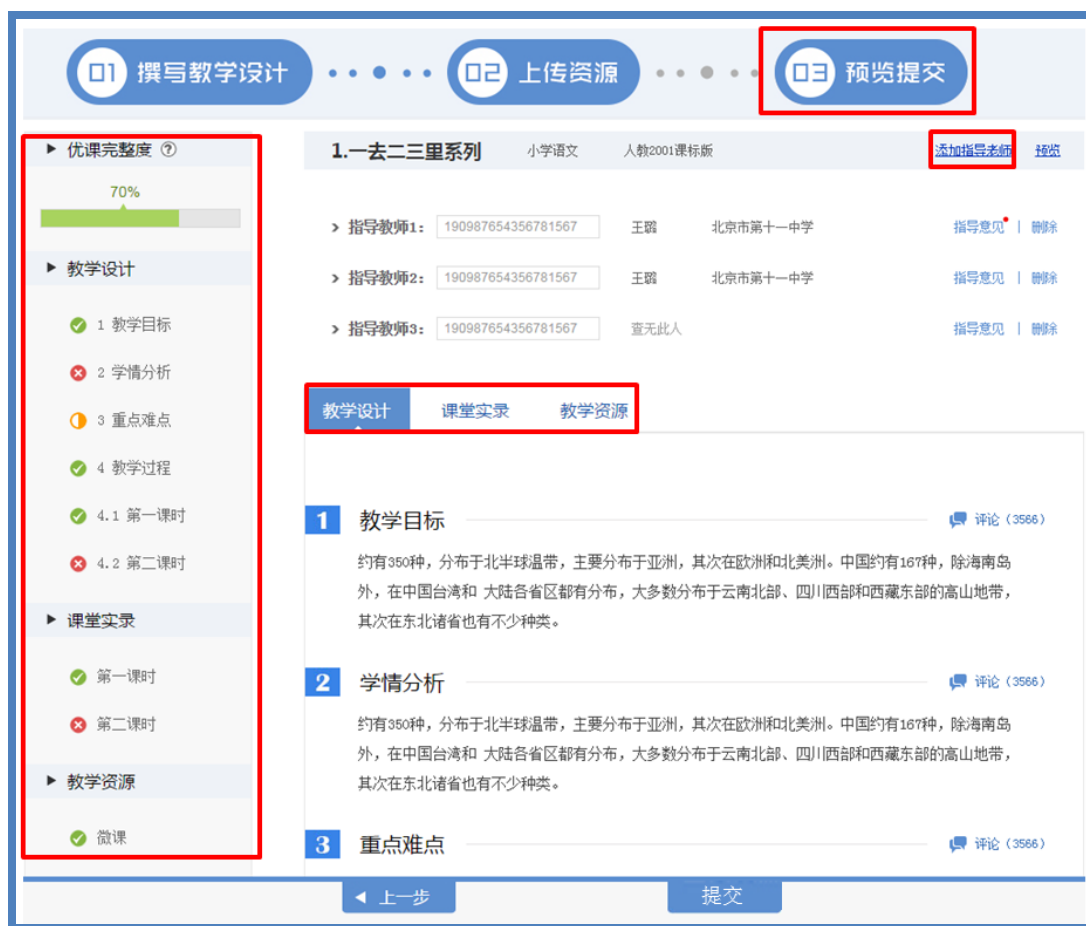 01 撰写教学设计
02 上传资源
03 预览提交
优课完整度 ?
70%
教学设计
1 教学目标
2 学情分析
3 重点难点
4 教学过程
4.1 第一课时
4.2 第二课时
课堂实录
第一课时
第二课时
教学资源
微课
1.一去二三里系列 小学语文 人教2001课标版 添加指导老师 预览
指导教师1: 190987654356781567 王璐 北京市第十一中学 指导意见 | 删除
指导教师2: 190987654356781567 王璐 北京市第十一中学 指导意见 | 删除
指导教师3: 190987654356781567 查无此人 指导意见 | 删除
教学设计 课堂实录 教学资源
1 教学目标 评论（3566）
约有350种，分布于北半球温带，主要分布于亚洲，其次在欧洲和北美洲。中国约有167种，除海南岛
外，在中国台湾和 大陆各省区都有分布，大多数分布于云南北部、四川西部和西藏东部的高山地带，
其次在东北诸省也有不少种类。
2 学情分析 评论（3566）
约有350种，分布于北半球温带，主要分布于亚洲，其次在欧洲和北美洲。中国约有167种，除海南岛
外，在中国台湾和 大陆各省区都有分布，大多数分布于云南北部、四川西部和西藏东部的高山地带，
其次在东北诸省也有不少种类。
3 重点难点 评论（3566）
上一步
提交